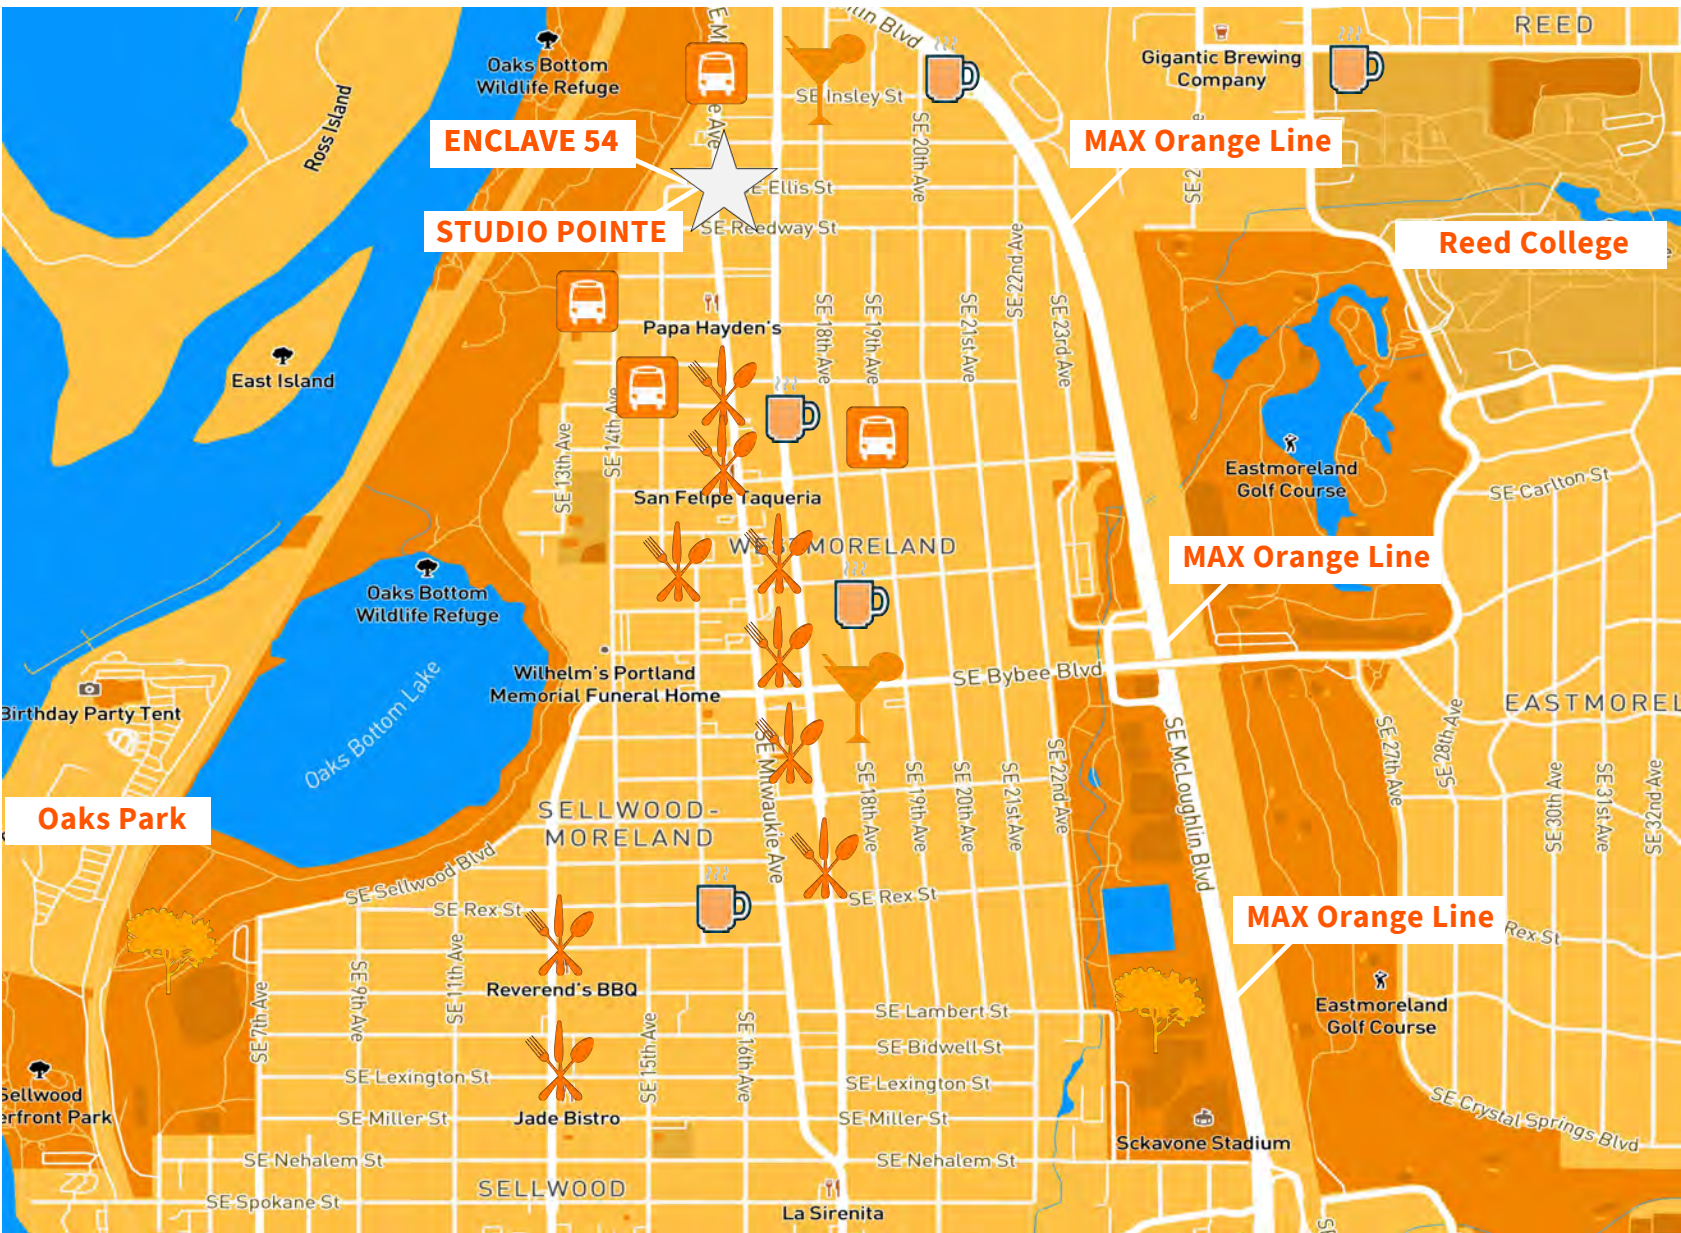 E M
lin Blvd
REED
Oaks Bottom
Wildlife Refuge
Gigantic Brewing
Company
Ross Island
SE Insley St
e Ave
SE 20th Ave
SE 2
ENCLAVE 54
MAX Orange Line
E Ellis St
STUDIO POINTE
SE Reedway St
Reed College
e
SE 22nd Ave
Papa Hayden's
SE 18th Ave
SE 19th Ave
SE 21st Ave
SE 23rd Ave
East Island
SE 14th Ave
SE 13th Ave
San Felipe Taqueria
Eastmoreland
Golf Course
SE Carlton St
WESTMORELAND
MAX Orange Line
Oaks Bottom
Wildlife Refuge
Wilhelm's Portland
Memorial Funeral Home
SE Bybee Blvd
Oaks Bottom Lake
Birthday Party Tent
EASTMOREL
SE Milwaukie Ave
SE 18th Ave
SE 19th Ave
SE 20th Ave
SE 21st Ave
SE 22nd Ave
SE McLoughlin Blvd
SE 27th Ave
SE 28th Ave
SE 30th Ave
SE 31st Ave
SE 32nd Ave
Oaks Park
SELLWOOD-
MORELAND
SE Sellwood Blvd
SE Rex St
SE Rex St
MAX Orange Line
Rex St
SE 7th Ave
SE 9th Ave
SE 11th Ave
Reverend's BBQ
SE 15th Ave
SE 16th Ave
SE Lambert St
Eastmoreland
Golf Course
SE Bidwell St
Sellwood
erfront Park
SE Lexington St
SE Lexington St
SE Miller St
Jade Bistro
SE Miller St
SE Crystal Springs Blvd
Sckavone Stadium
SE Nehalem St
SE Nehalem St
SE Spokane St
SELLWOOD
La Sirenita
SE